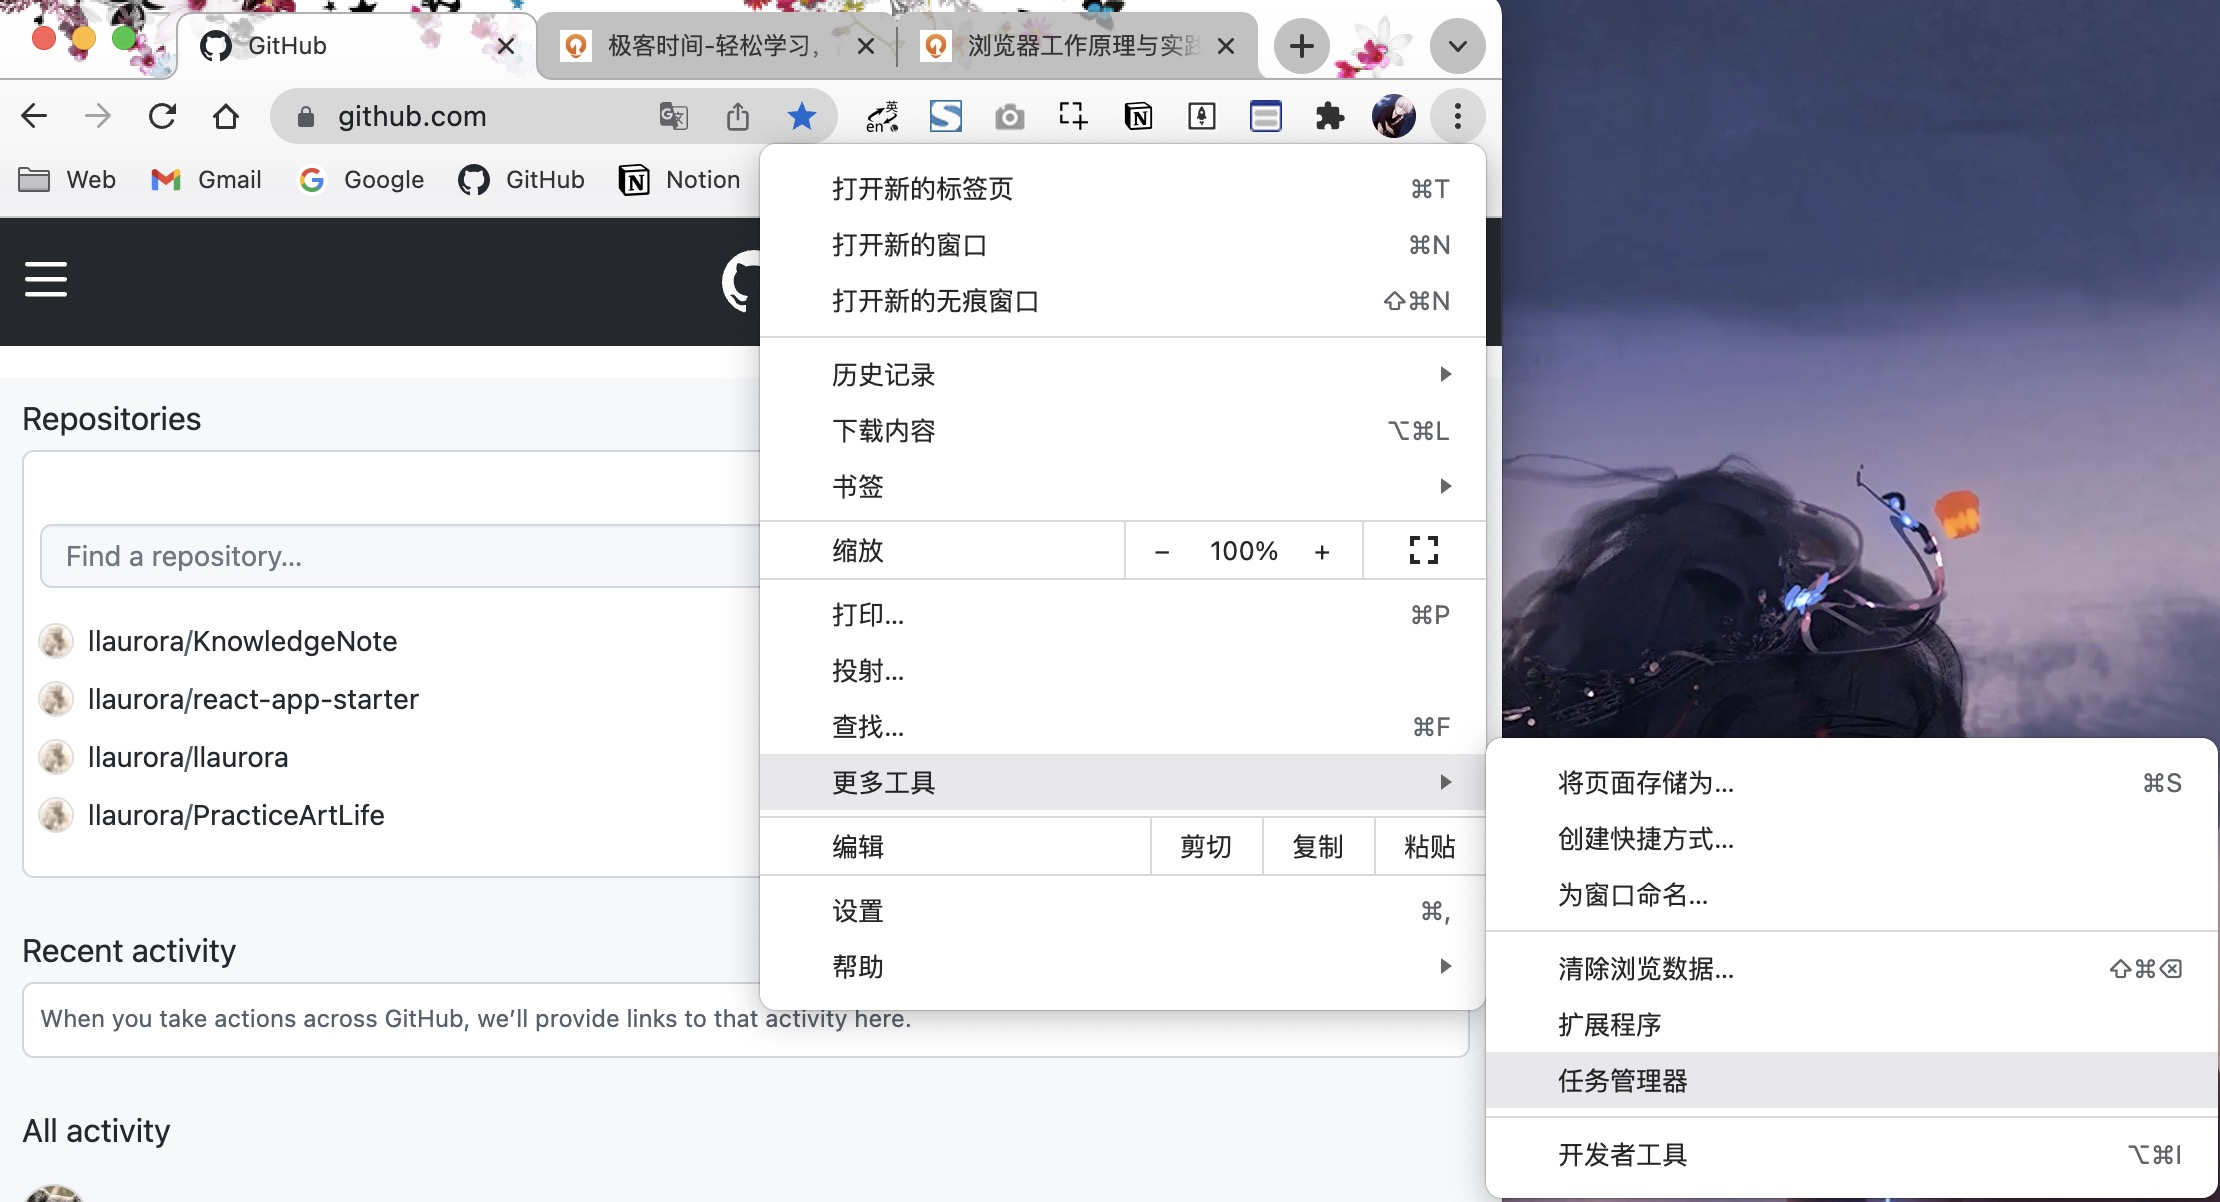 GitHub
极客时间-轻松学习，
浏览器工作原理与实践
github.com
英
en
Web
Gmail
Google
GitHub
Notion
打开新的标签页 ⌘T
打开新的窗口 ⌘N
打开新的无痕窗口 ⇧⌘N
历史记录
下载内容 ⌥⌘L
书签
缩放 − 100% +
打印... ⌘P
投射...
查找... ⌘F
更多工具
编辑 剪切 复制 粘贴
设置 ⌘,
帮助
将页面存储为... ⌘S
创建快捷方式...
为窗口命名...
清除浏览数据... ⇧⌘⌫
扩展程序
任务管理器
开发者工具 ⌥⌘I
Repositories
Find a repository...
llaurora/KnowledgeNote
llaurora/react-app-starter
llaurora/llaurora
llaurora/PracticeArtLife
Recent activity
When you take actions across GitHub, we’ll provide links to that activity here.
All activity